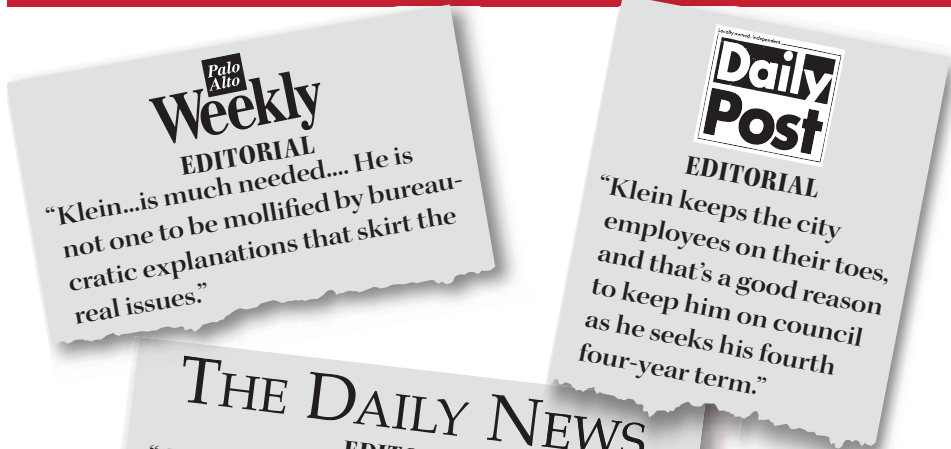 Palo
Alto
Weekly
EDITORIAL
“Klein...is much needed.... He is
not one to be mollified by bureau-
cratic explanations that skirt the
real issues.”
Locally owned, independent
Daily
Post
EDITORIAL
“Klein keeps the city
employees on their toes,
and that’s a good reason
to keep him on council
as he seeks his fourth
four-year term.”
THE DAILY NEWS